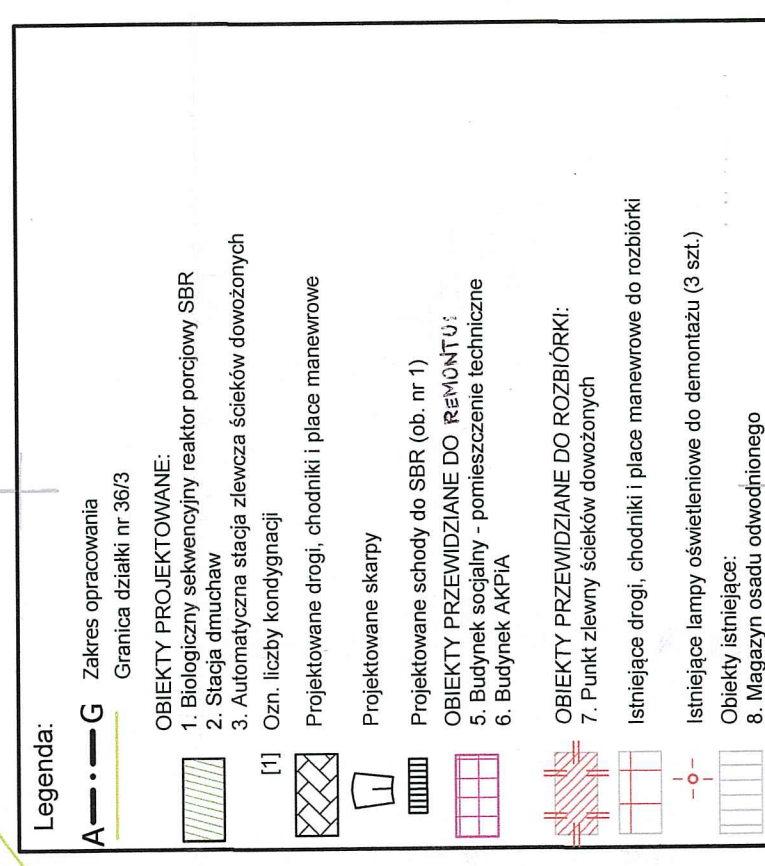 Legenda:
A G Zakres opracowania
Granica działki nr 36/3
OBIEKTY PROJEKTOWANE:
1. Biologiczny sekwencyjny reaktor porcjowy SBR
2. Stacja dmuchaw
3. Automatyczna stacja zlewcza ścieków dowożonych
[1] Ozn. liczby kondygnacji
Projektowane drogi, chodniki i place manewrowe
Projektowane skarpy
Projektowane schody do SBR (ob. nr 1)
OBIEKTY PRZEWIDZIANE DO REMONTU:
5. Budynek socjalny - pomieszczenie techniczne
6. Budynek AKPiA
OBIEKTY PRZEWIDZIANE DO ROZBIÓRKI:
7. Punkt zlewny ścieków dowożonych
Istniejące drogi, chodniki i place manewrowe do rozbiórki
Istniejące lampy oświetleniowe do demontażu (3 szt.)
Obiekty istniejące:
8. Magazyn osadu odwodnionego